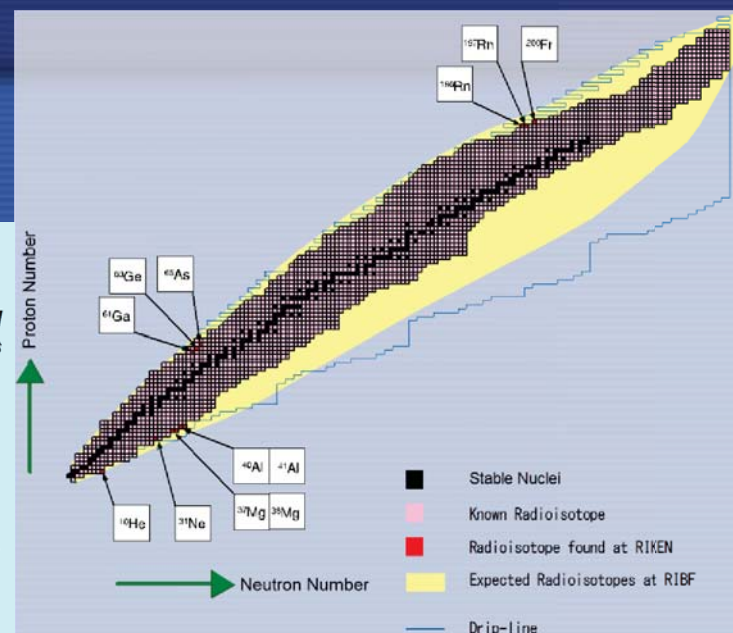 ¹⁹⁷Rn
²⁰⁰Fr
¹⁹⁶Rn
⁶³Ge
⁶⁵As
⁶¹Ga
Proton Number
⁴⁰Al
⁴¹Al
¹⁰He
³¹Ne
³⁷Mg
³⁸Mg
Neutron Number
Stable Nuclei
Known Radioisotope
Radioisotope found at RIKEN
Expected Radioisotopes at RIBF
Drip-line